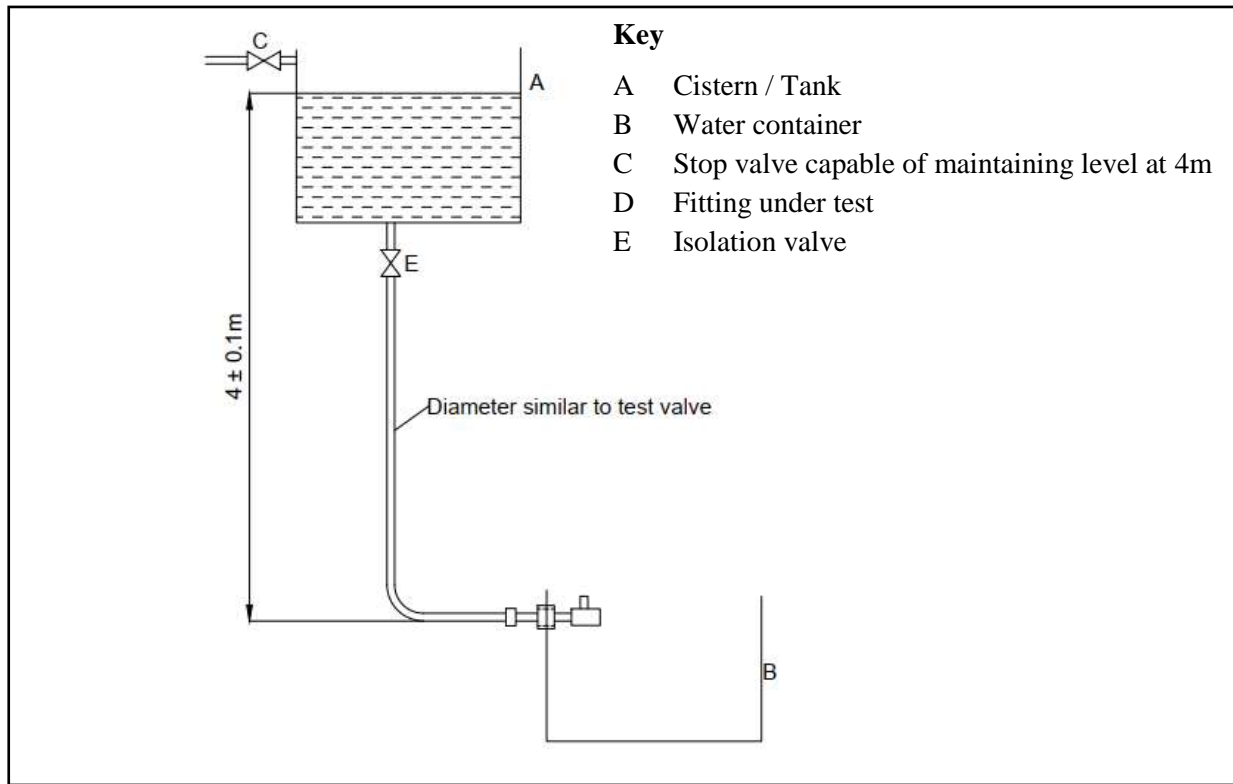 Key
A Cistern / Tank
B Water container
C Stop valve capable of maintaining level at 4m
D Fitting under test
E Isolation valve
C
A
E
4 ± 0.1m
Diameter similar to test valve
B